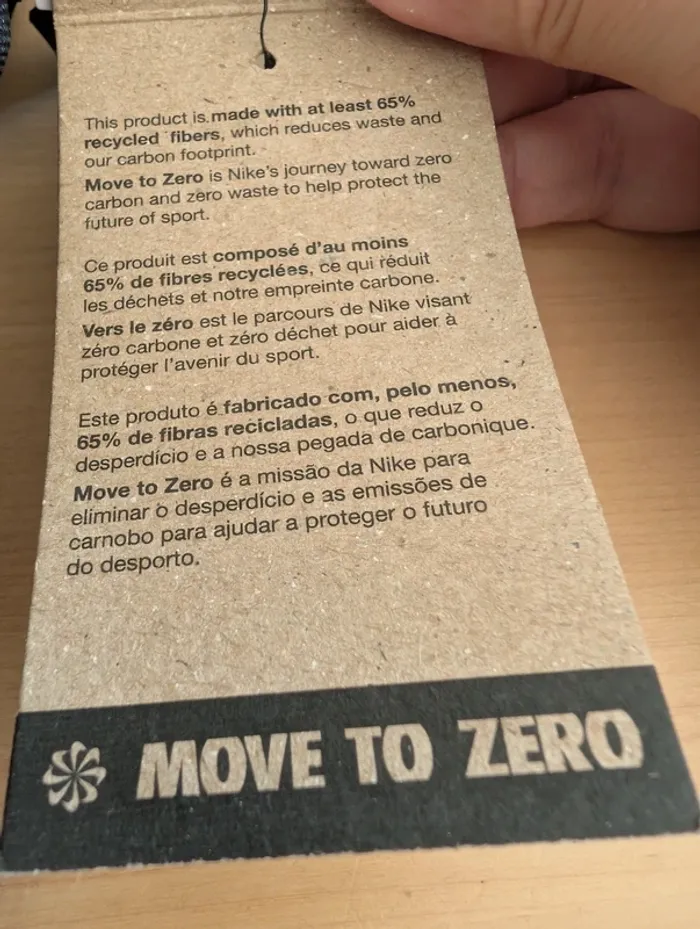 This product is made with at least 65%
recycled fibers, which reduces waste and
our carbon footprint.
Move to Zero is Nike's journey toward zero
carbon and zero waste to help protect the
future of sport.
Ce produit est composé d'au moins
65% de fibres recyclées, ce qui réduit
les déchets et notre empreinte carbone.
Vers le zéro est le parcours de Nike visant
zéro carbone et zéro déchet pour aider à
protéger l'avenir du sport.
Este produto é fabricado com, pelo menos,
65% de fibras recicladas, o que reduz o
desperdício e a nossa pegada de carbonique.
Move to Zero é a missão da Nike para
eliminar o desperdício e as emissões de
carnobo para ajudar a proteger o futuro
do desporto.
MOVE TO ZERO